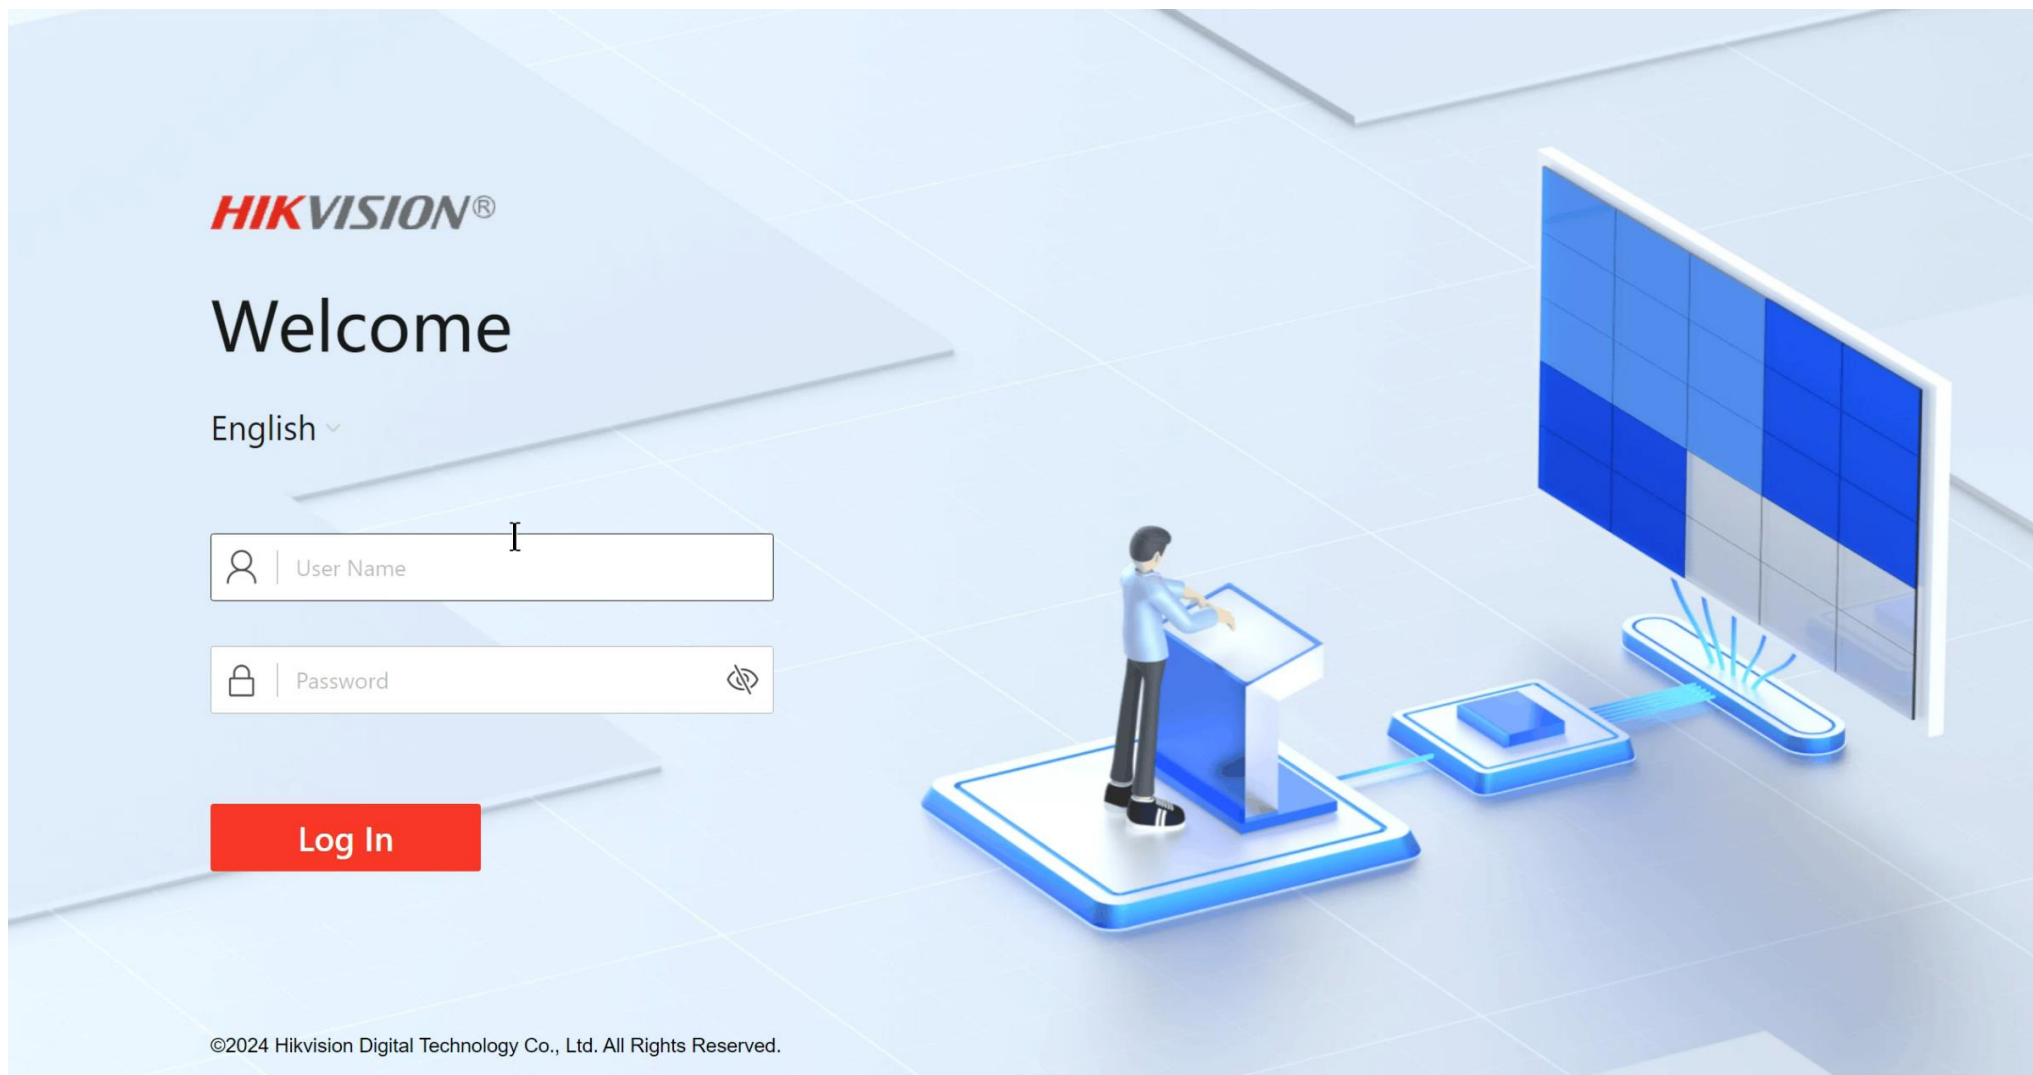 HIKVISION®
Welcome
English
User Name
Password
Log In
©2024 Hikvision Digital Technology Co., Ltd. All Rights Reserved.